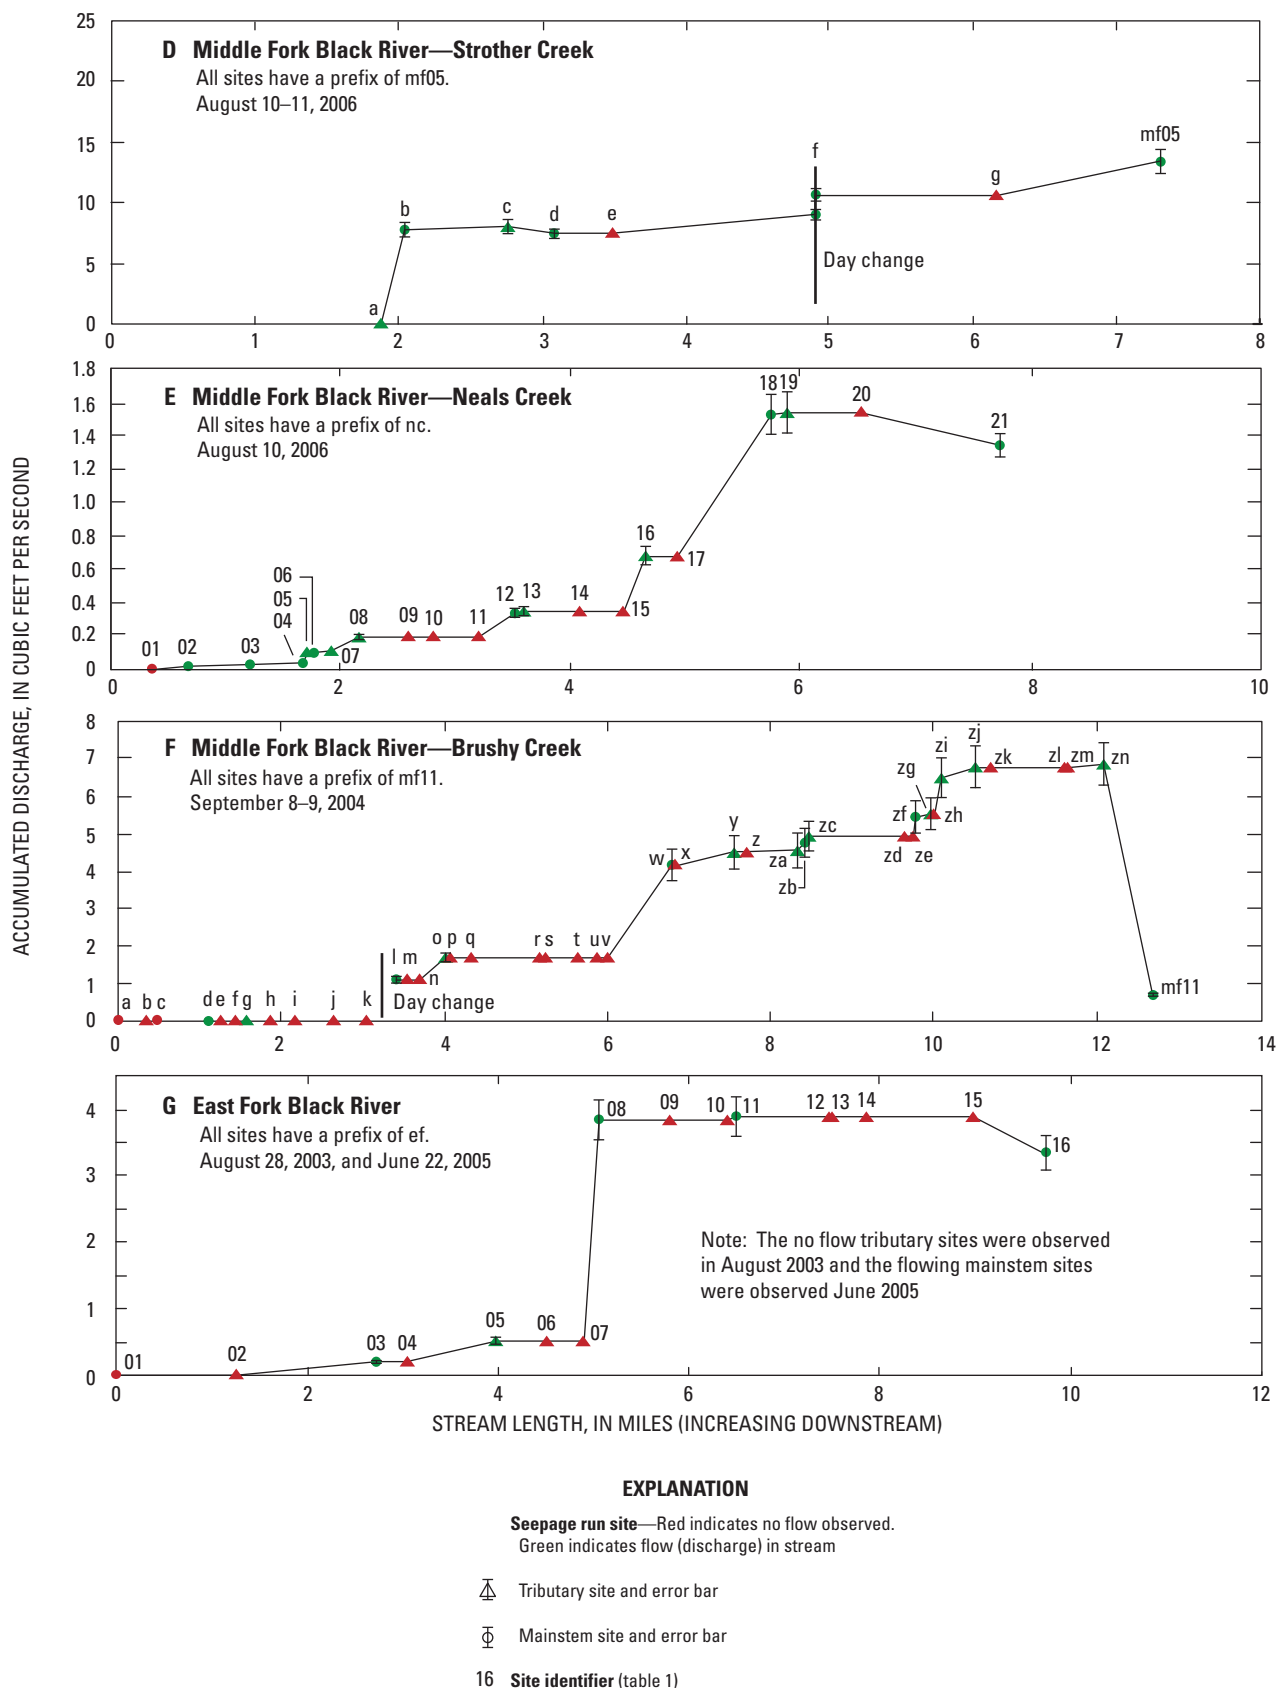 ACCUMULATED DISCHARGE, IN CUBIC FEET PER SECOND
D Middle Fork Black River—Strother Creek
All sites have a prefix of mf05.
August 10–11, 2006
25
20
15
10
5
0
a
b
c
d
e
f
g
mf05
Day change
0 1 2 3 4 5 6 7 8
E Middle Fork Black River—Neals Creek
All sites have a prefix of nc.
August 10, 2006
1.8
1.6
1.4
1.2
1.0
0.8
0.6
0.4
0.2
0
01
02
03
04
05
06
07
08
09
10
11
12
13
14
15
16
17
18
19
20
21
0 2 4 6 8 10
F Middle Fork Black River—Brushy Creek
All sites have a prefix of mf11.
September 8–9, 2004
8
7
6
5
4
3
2
1
0
a
b
c
d
e
f
g
h
i
j
k
l
m
n
Day change
o
p
q
r
s
t
u
v
w
x
y
z
za
zb
zc
zd
ze
zf
zg
zh
zi
zj
zk
zl
zm
zn
mf11
0 2 4 6 8 10 12 14
G East Fork Black River
All sites have a prefix of ef.
August 28, 2003, and June 22, 2005
4
3
2
1
0
01
02
03
04
05
06
07
08
09
10
11
12
13
14
15
16
Note: The no flow tributary sites were observed
in August 2003 and the flowing mainstem sites
were observed June 2005
0 2 4 6 8 10 12
STREAM LENGTH, IN MILES (INCREASING DOWNSTREAM)
EXPLANATION
Seepage run site—Red indicates no flow observed.
Green indicates flow (discharge) in stream
Tributary site and error bar
Mainstem site and error bar
16 Site identifier (table 1)